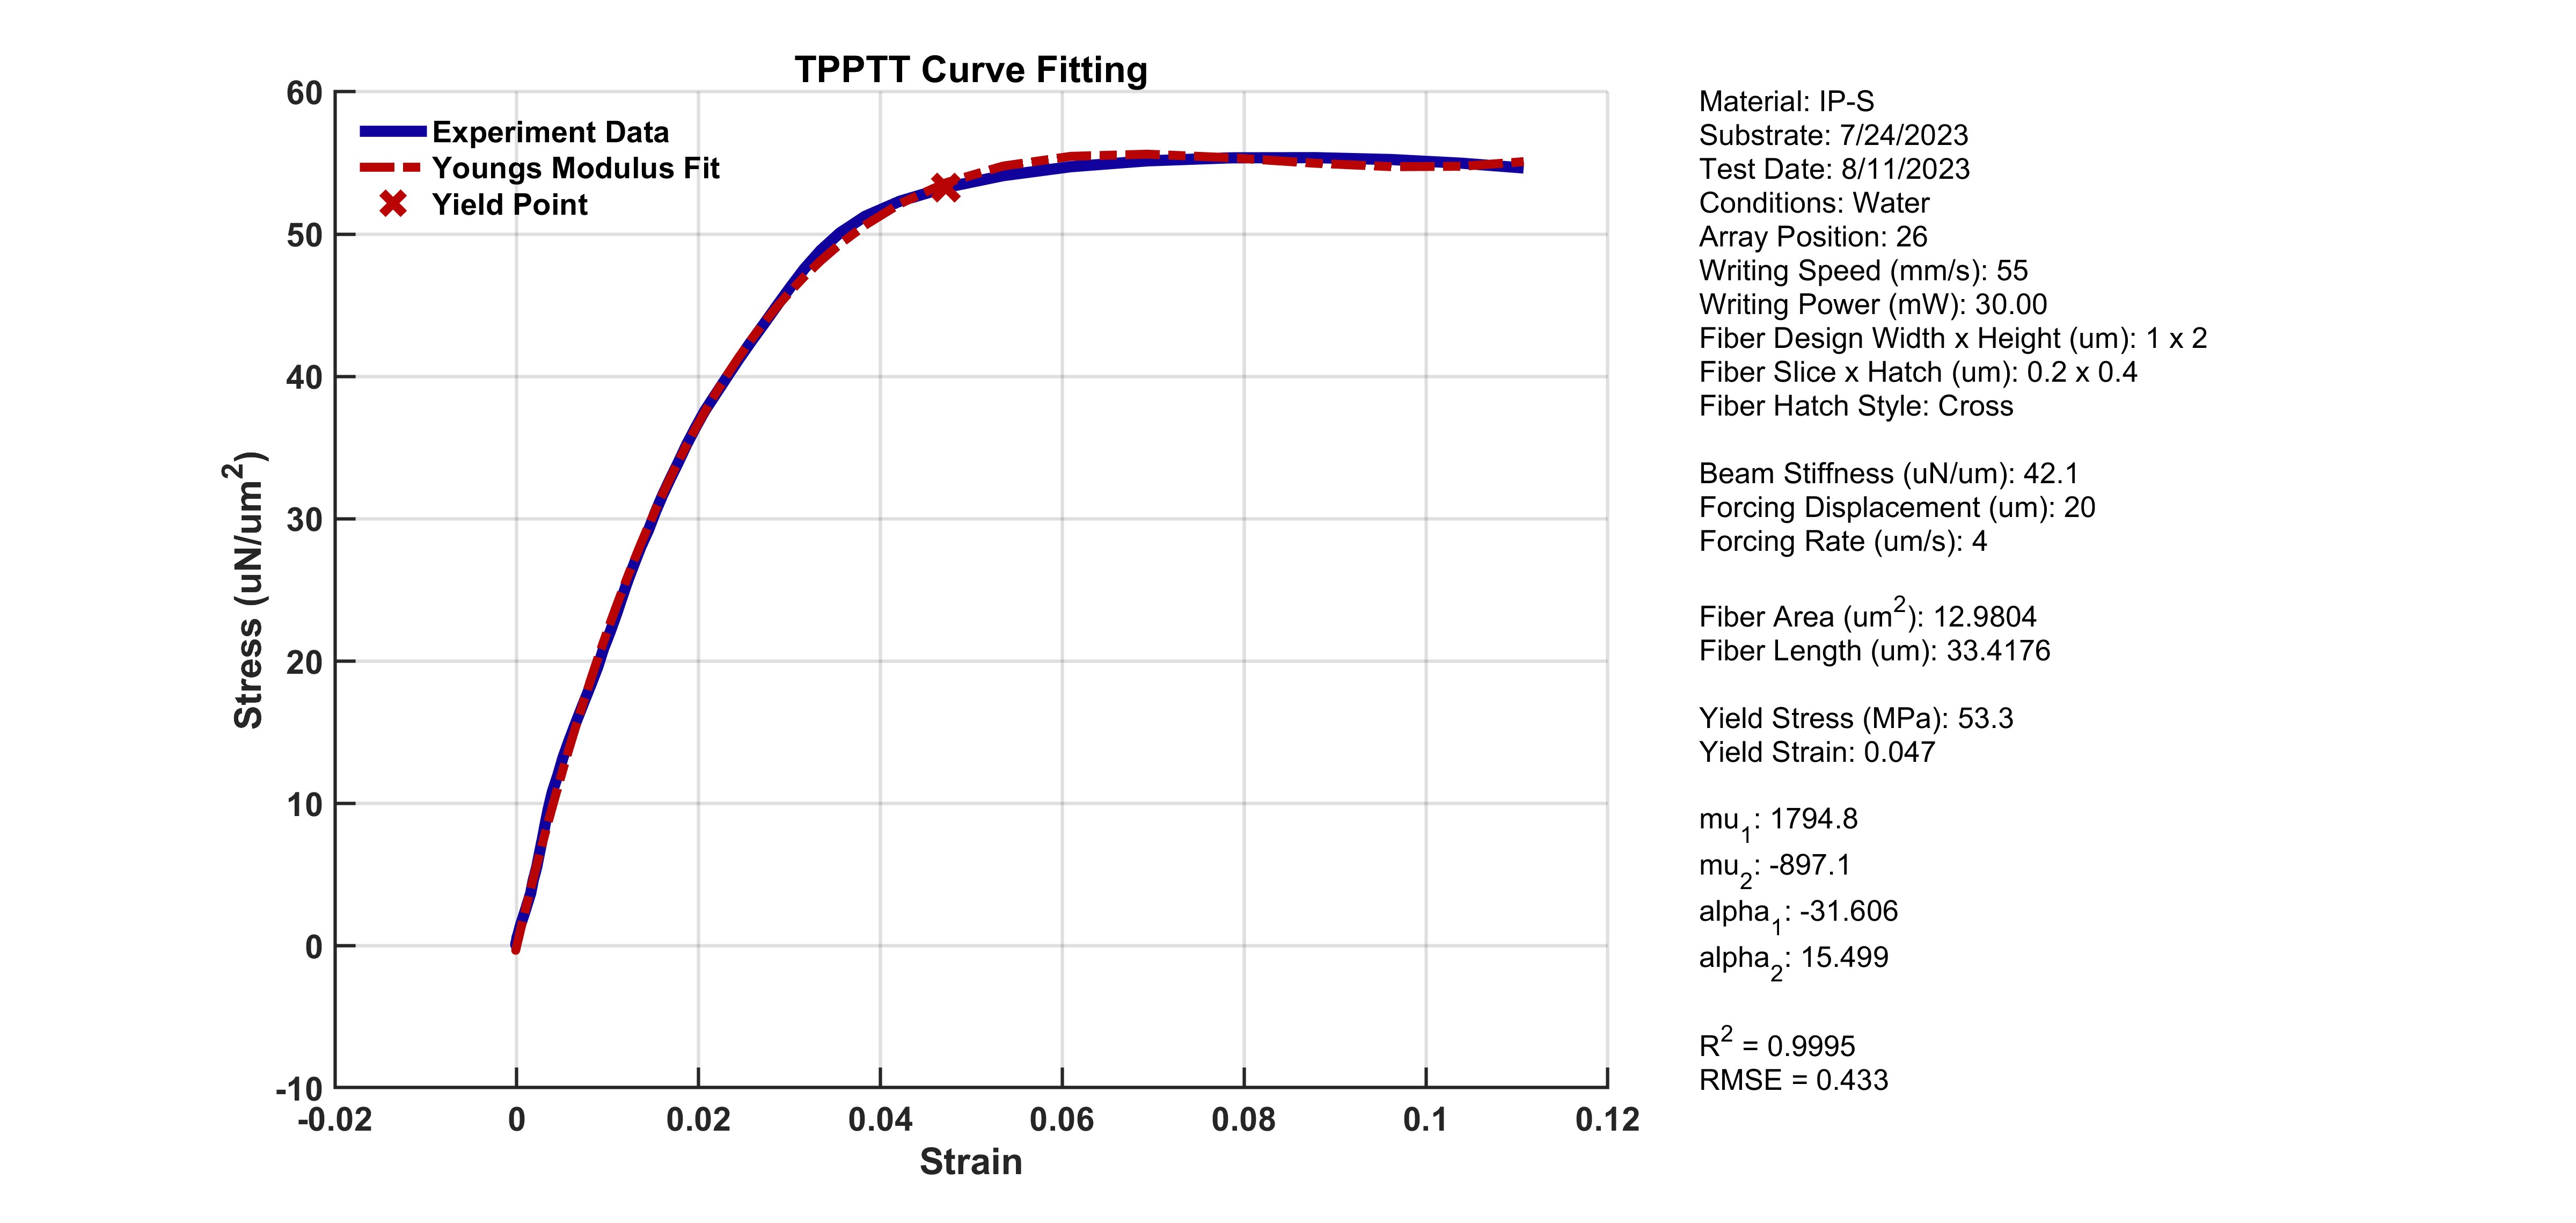 TPPTT Curve Fitting
60
50
40
30
20
10
0
-10
-0.02
0
0.02
0.04
0.06
0.08
0.1
0.12
Strain
Stress (uN/um²)
Experiment Data
Youngs Modulus Fit
Yield Point
Material: IP-S
Substrate: 7/24/2023
Test Date: 8/11/2023
Conditions: Water
Array Position: 26
Writing Speed (mm/s): 55
Writing Power (mW): 30.00
Fiber Design Width x Height (um): 1 x 2
Fiber Slice x Hatch (um): 0.2 x 0.4
Fiber Hatch Style: Cross
Beam Stiffness (uN/um): 42.1
Forcing Displacement (um): 20
Forcing Rate (um/s): 4
Fiber Area (um²): 12.9804
Fiber Length (um): 33.4176
Yield Stress (MPa): 53.3
Yield Strain: 0.047
mu₁: 1794.8
mu₂: -897.1
alpha₁: -31.606
alpha₂: 15.499
R² = 0.9995
RMSE = 0.433